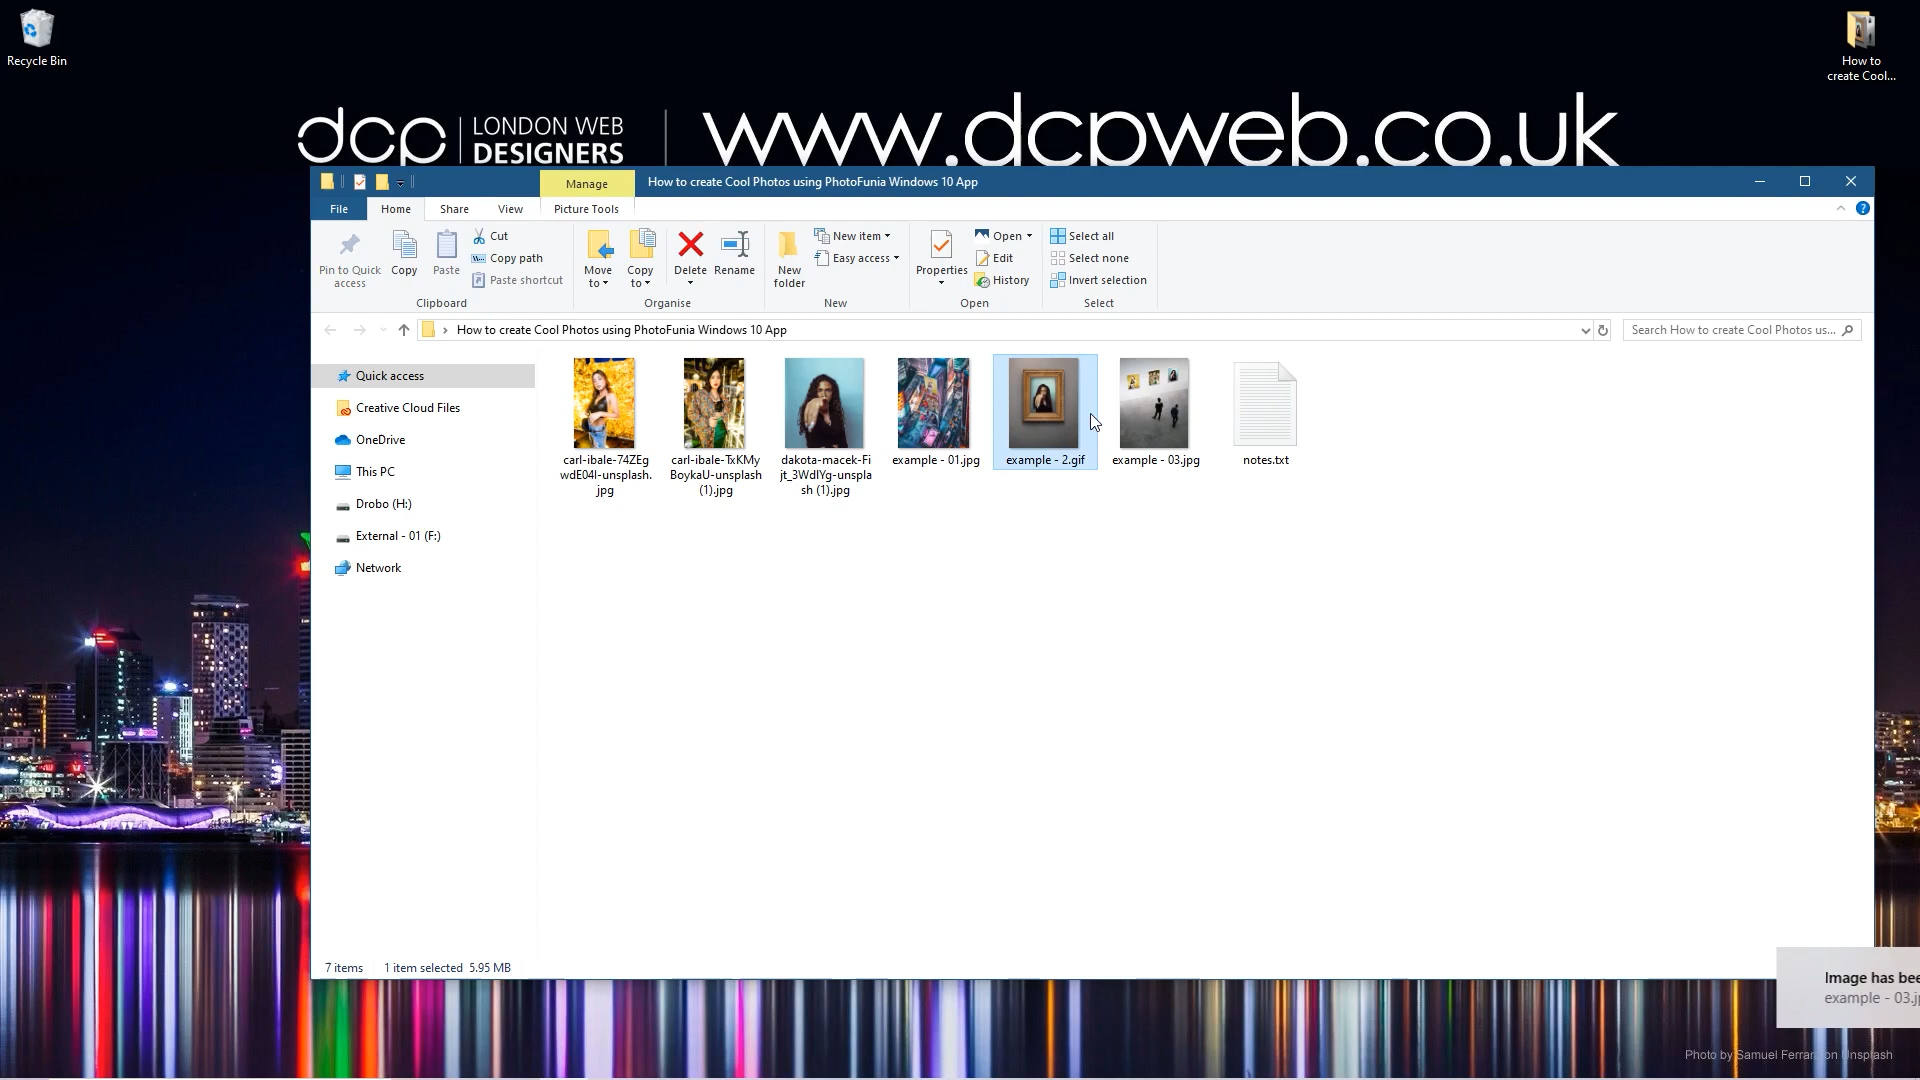 Recycle Bin
How to
create Cool...
dcp LONDON WEB
DESIGNERS
www.dcpweb.co.uk
Manage
How to create Cool Photos using PhotoFunia Windows 10 App
File
Home
Share
View
Picture Tools
Pin to Quick
access
Copy
Paste
Cut
Copy path
Paste shortcut
Clipboard
Move
to
Copy
to
Delete
Rename
Organise
New
folder
New item
Easy access
New
Properties
Open
Edit
History
Open
Select all
Select none
Invert selection
Select
How to create Cool Photos using PhotoFunia Windows 10 App
Search How to create Cool Photos us...
Quick access
Creative Cloud Files
OneDrive
This PC
Drobo (H:)
External - 01 (F:)
Network
carl-ibale-74ZEg
wdE04I-unsplash.
jpg
carl-ibale-TxKMy
BoykaU-unsplash
(1).jpg
dakota-macek-Fi
jt_3WdIYg-unspla
sh (1).jpg
example - 01.jpg
example - 2.gif
example - 03.jpg
notes.txt
7 items
1 item selected 5.95 MB
Image has bee
example - 03.j
Photo by Samuel Ferrara on Unsplash